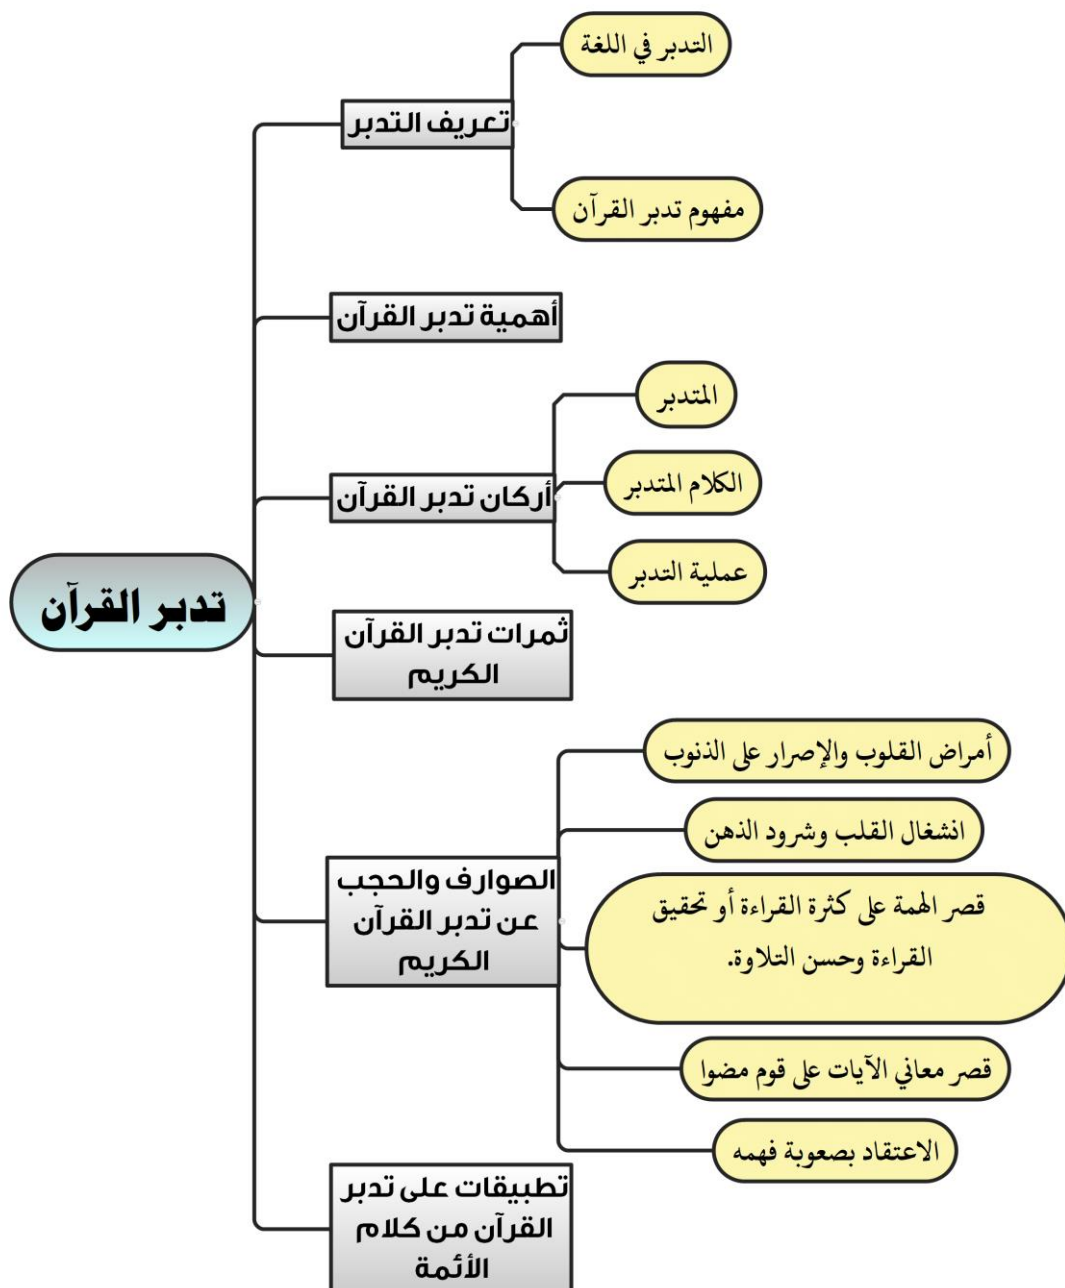 تدبر القرآن
تعريف التدبر
التدبر في اللغة
مفهوم تدبر القرآن
أهمية تدبر القرآن
أركان تدبر القرآن
المتدبر
الكلام المتدبر
عملية التدبر
ثمرات تدبر القرآن
الكريم
الصوارف والحجب
عن تدبر القرآن
الكريم
أمراض القلوب والإصرار على الذنوب
انشغال القلب وشرود الذهن
قصر الهمة على كثرة القراءة أو تحقيق
القراءة وحسن التلاوة.
قصر معاني الآيات على قوم مضوا
الاعتقاد بصعوبة فهمه
تطبيقات على تدبر
القرآن من كلام
الأئمة